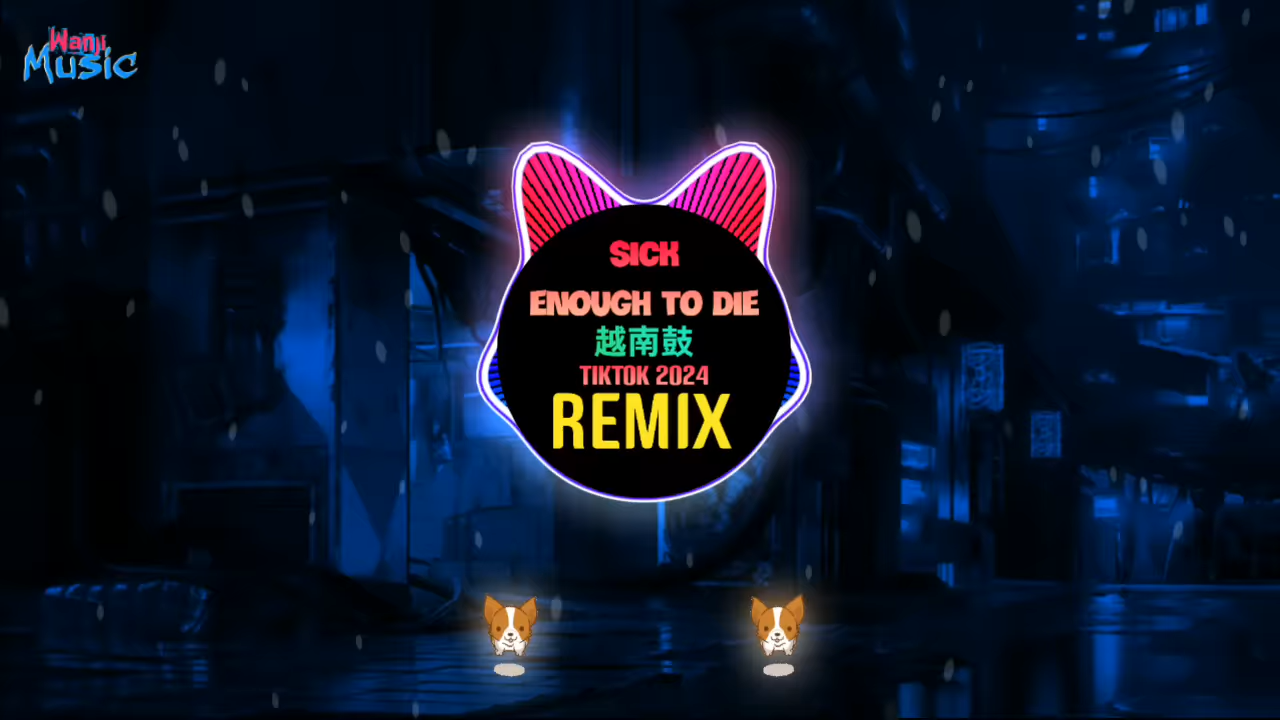 Wanji
Music
SICK
ENOUGH TO DIE
越南鼓
TIKTOK 2024
REMIX